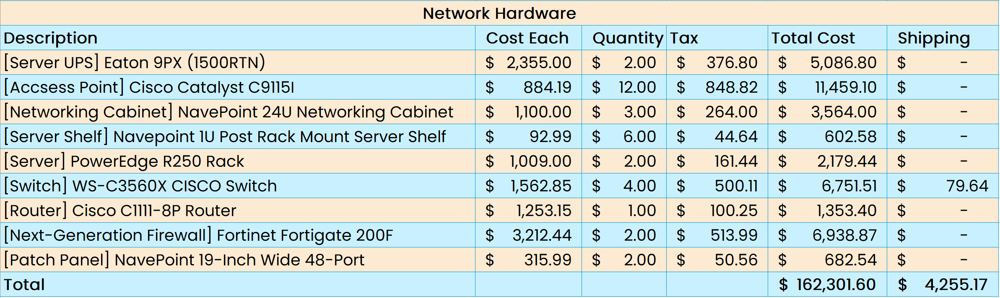 Network Hardware
Description Cost Each Quantity Tax Total Cost Shipping
[Server UPS] Eaton 9PX (1500RTN) $ 2,355.00 $ 2.00 $ 376.80 $ 5,086.80 $ -
[Accsess Point] Cisco Catalyst C9115I $ 884.19 $ 12.00 $ 848.82 $ 11,459.10 $ -
[Networking Cabinet] NavePoint 24U Networking Cabinet $ 1,100.00 $ 3.00 $ 264.00 $ 3,564.00 $ -
[Server Shelf] Navepoint 1U Post Rack Mount Server Shelf $ 92.99 $ 6.00 $ 44.64 $ 602.58 $ -
[Server] PowerEdge R250 Rack $ 1,009.00 $ 2.00 $ 161.44 $ 2,179.44 $ -
[Switch] WS-C3560X CISCO Switch $ 1,562.85 $ 4.00 $ 500.11 $ 6,751.51 $ 79.64
[Router] Cisco C1111-8P Router $ 1,253.15 $ 1.00 $ 100.25 $ 1,353.40 $ -
[Next-Generation Firewall] Fortinet Fortigate 200F $ 3,212.44 $ 2.00 $ 513.99 $ 6,938.87 $ -
[Patch Panel] NavePoint 19-Inch Wide 48-Port $ 315.99 $ 2.00 $ 50.56 $ 682.54 $ -
Total $ 162,301.60 $ 4,255.17